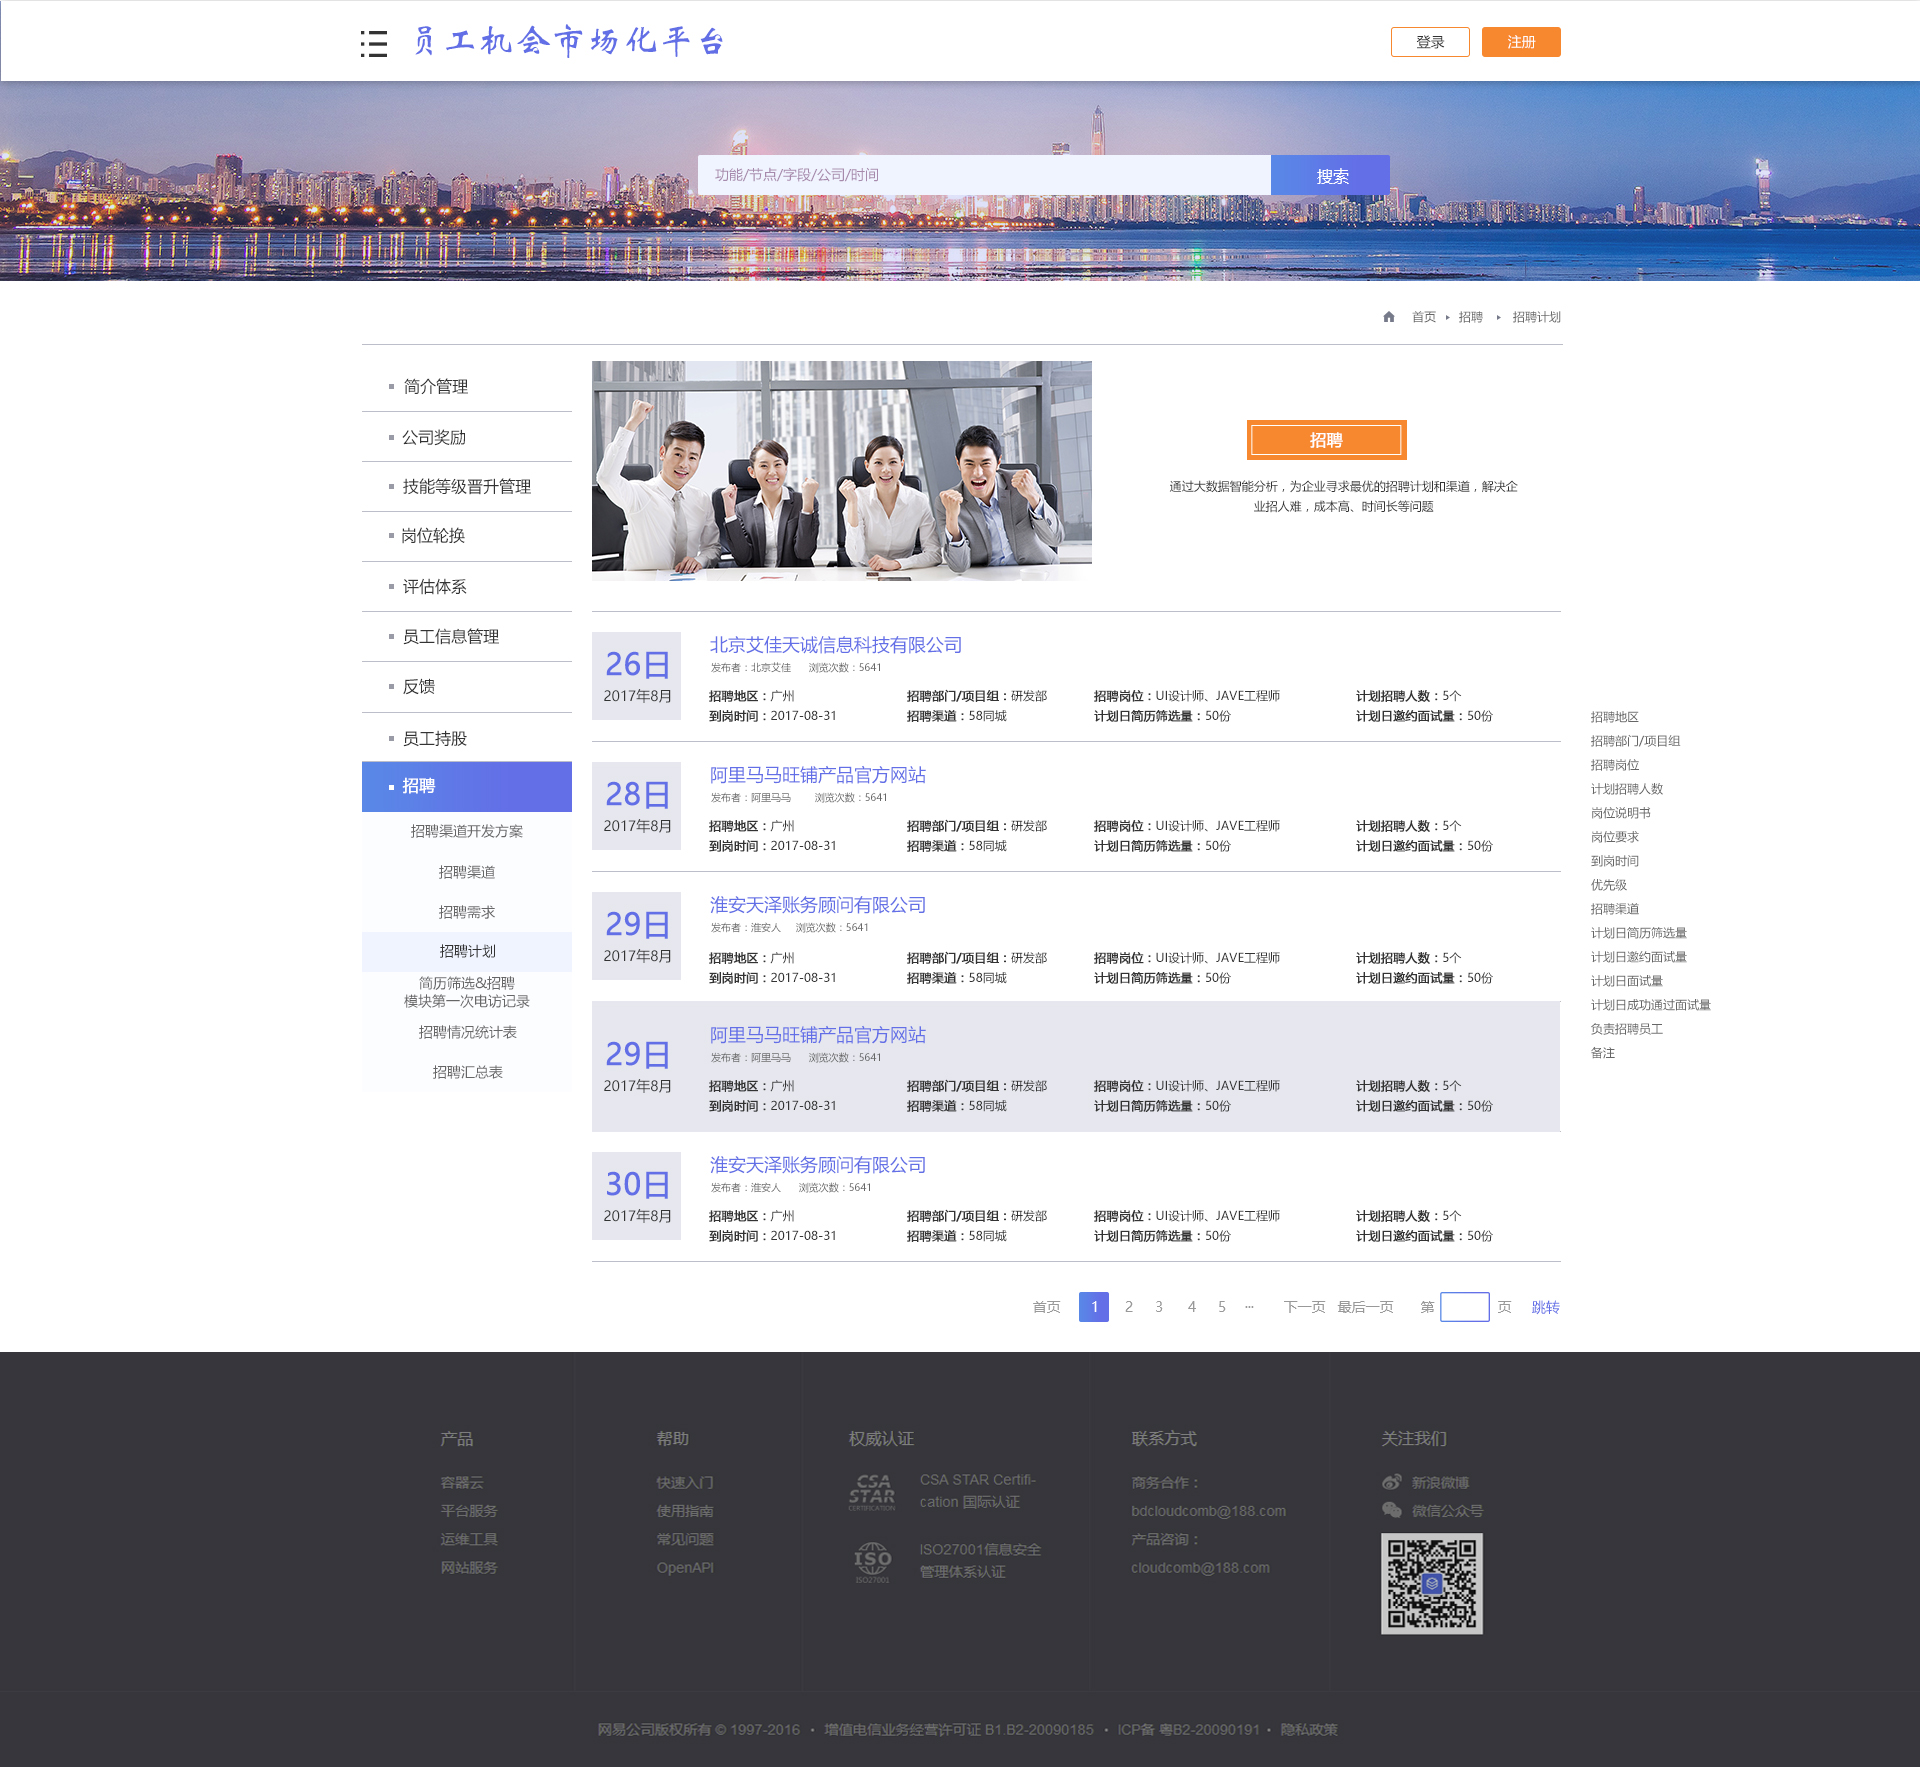 员工机会市场化平台
登录
注册
功能/节点/字段/公司/时间
搜索
首页
招聘
招聘计划
简介管理
公司奖励
技能等级晋升管理
岗位轮换
评估体系
员工信息管理
反馈
员工持股
招聘
招聘渠道开发方案
招聘渠道
招聘需求
招聘计划
简历筛选&招聘
模块第一次电访记录
招聘情况统计表
招聘汇总表
招聘
通过大数据智能分析，为企业寻求最优的招聘计划和渠道，解决企
业招人难，成本高、时间长等问题
26日
2017年8月
北京艾佳天诚信息科技有限公司
发布者：北京艾佳 浏览次数：5641
招聘地区：广州 招聘部门/项目组：研发部 招聘岗位：UI设计师、JAVE工程师 计划招聘人数：5个
到岗时间：2017-08-31 招聘渠道：58同城 计划日简历筛选量：50份 计划日邀约面试量：50份
28日
2017年8月
阿里马马旺铺产品官方网站
发布者：阿里马马 浏览次数：5641
招聘地区：广州 招聘部门/项目组：研发部 招聘岗位：UI设计师、JAVE工程师 计划招聘人数：5个
到岗时间：2017-08-31 招聘渠道：58同城 计划日简历筛选量：50份 计划日邀约面试量：50份
29日
2017年8月
淮安天泽账务顾问有限公司
发布者：淮安人 浏览次数：5641
招聘地区：广州 招聘部门/项目组：研发部 招聘岗位：UI设计师、JAVE工程师 计划招聘人数：5个
到岗时间：2017-08-31 招聘渠道：58同城 计划日简历筛选量：50份 计划日邀约面试量：50份
29日
2017年8月
阿里马马旺铺产品官方网站
发布者：阿里马马 浏览次数：5641
招聘地区：广州 招聘部门/项目组：研发部 招聘岗位：UI设计师、JAVE工程师 计划招聘人数：5个
到岗时间：2017-08-31 招聘渠道：58同城 计划日简历筛选量：50份 计划日邀约面试量：50份
30日
2017年8月
淮安天泽账务顾问有限公司
发布者：淮安人 浏览次数：5641
招聘地区：广州 招聘部门/项目组：研发部 招聘岗位：UI设计师、JAVE工程师 计划招聘人数：5个
到岗时间：2017-08-31 招聘渠道：58同城 计划日简历筛选量：50份 计划日邀约面试量：50份
招聘地区
招聘部门/项目组
招聘岗位
计划招聘人数
岗位说明书
岗位要求
到岗时间
优先级
招聘渠道
计划日简历筛选量
计划日邀约面试量
计划日面试量
计划日成功通过面试量
负责招聘员工
备注
首页 1 2 3 4 5 ··· 下一页 最后一页 第 页 跳转
产品
容器云
平台服务
运维工具
网站服务
帮助
快速入门
使用指南
常见问题
OpenAPI
权威认证
CSA
STAR
CERTIFICATION
CSA STAR Certifi-
cation 国际认证
ISO
ISO27001
ISO27001信息安全
管理体系认证
联系方式
商务合作：
bdcloudcomb@188.com
产品咨询：
cloudcomb@188.com
关注我们
新浪微博
微信公众号
网易公司版权所有 © 1997-2016 • 增值电信业务经营许可证 B1.B2-20090185 • ICP备 粤B2-20090191 • 隐私政策